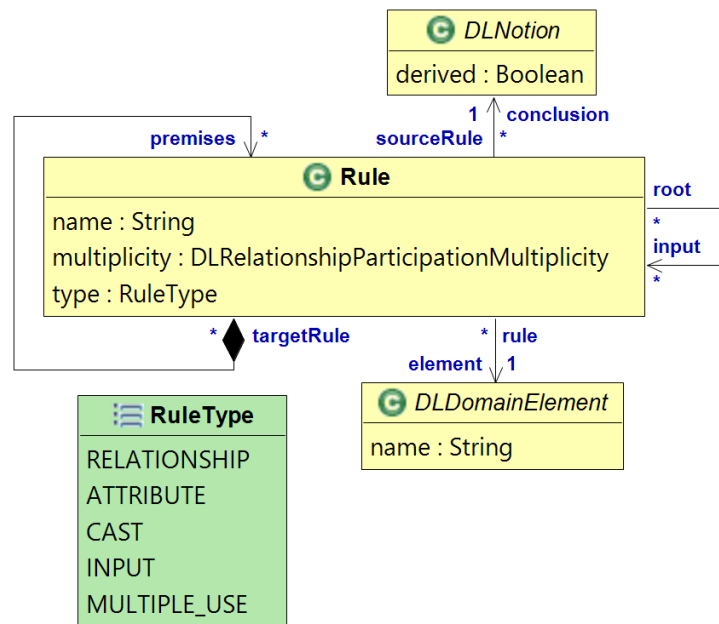 C DLNotion
derived : Boolean
1 conclusion
premises * sourceRule *
C Rule
name : String
multiplicity : DLRelationshipParticipationMultiplicity
type : RuleType
root
*
input
*
* targetRule
* rule
element 1
C DLDomainElement
name : String
RuleType
RELATIONSHIP
ATTRIBUTE
CAST
INPUT
MULTIPLE_USE